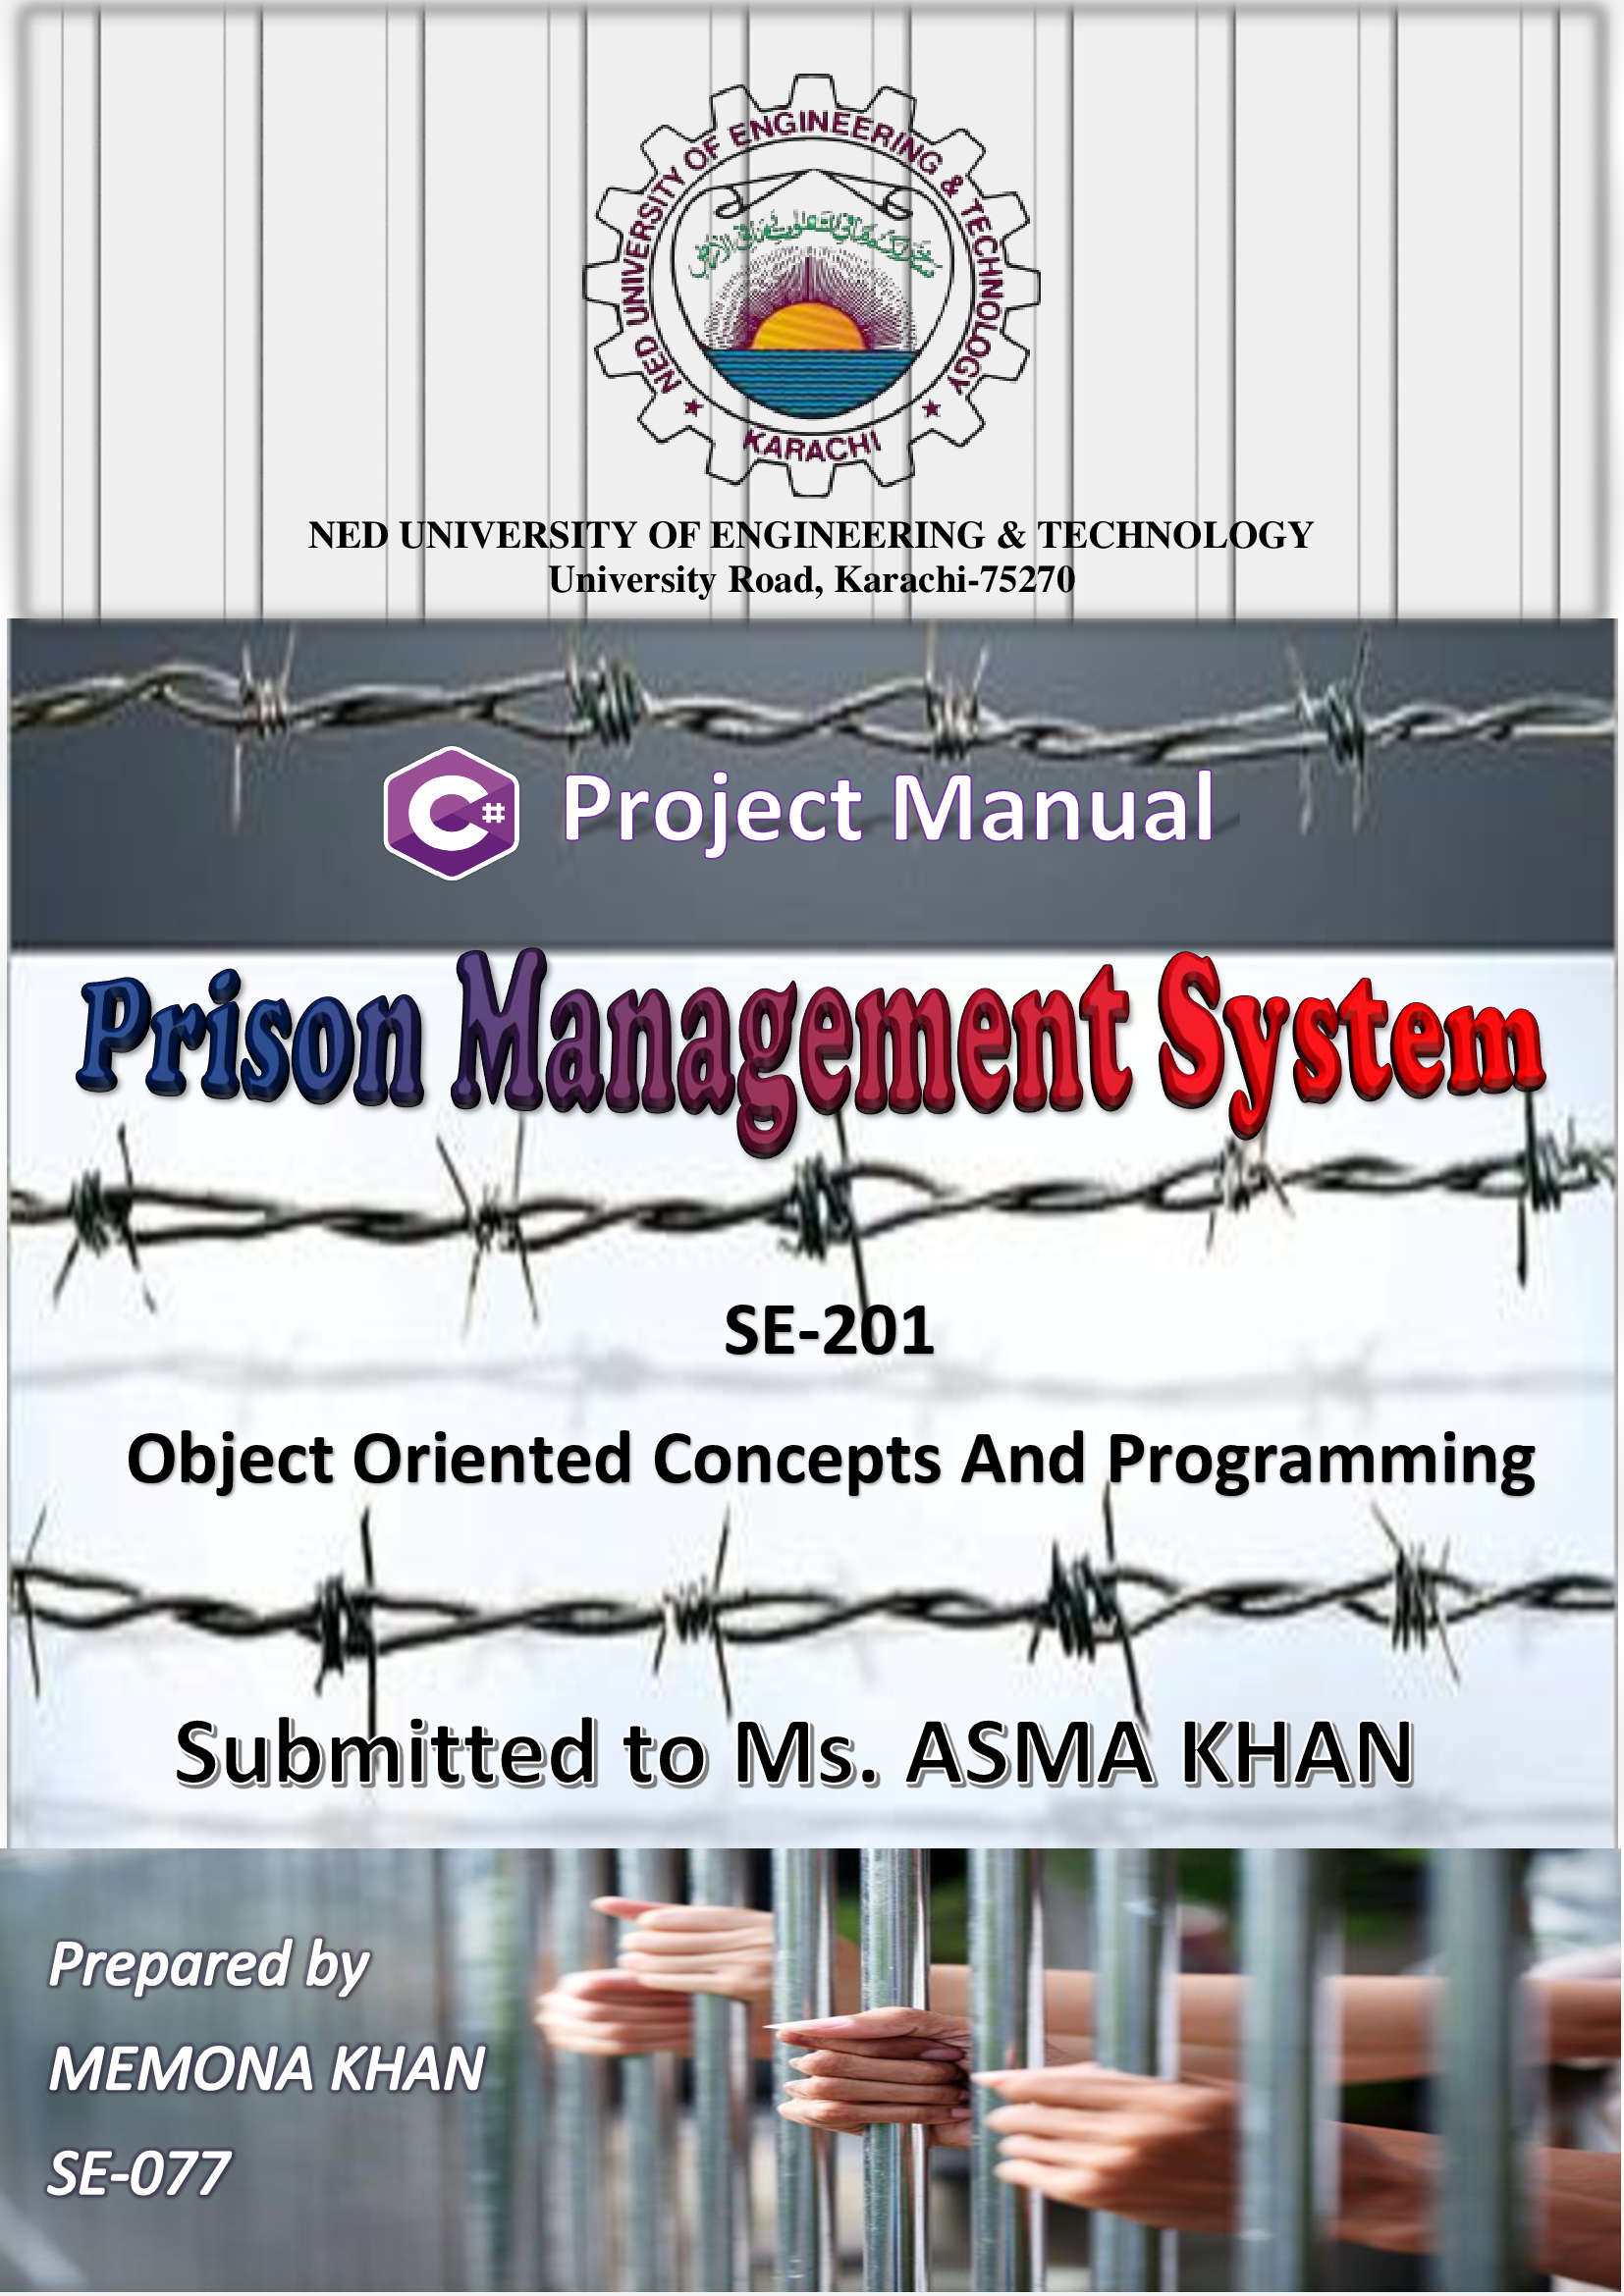 NED UNIVERSITY OF ENGINEERING & TECHNOLOGY
KARACHI
NED UNIVERSITY OF ENGINEERING & TECHNOLOGY
University Road, Karachi-75270
C#
Project Manual
Prison Management System
SE-201
Object Oriented Concepts And Programming
Submitted to Ms. ASMA KHAN
Prepared by
MEMONA KHAN
SE-077